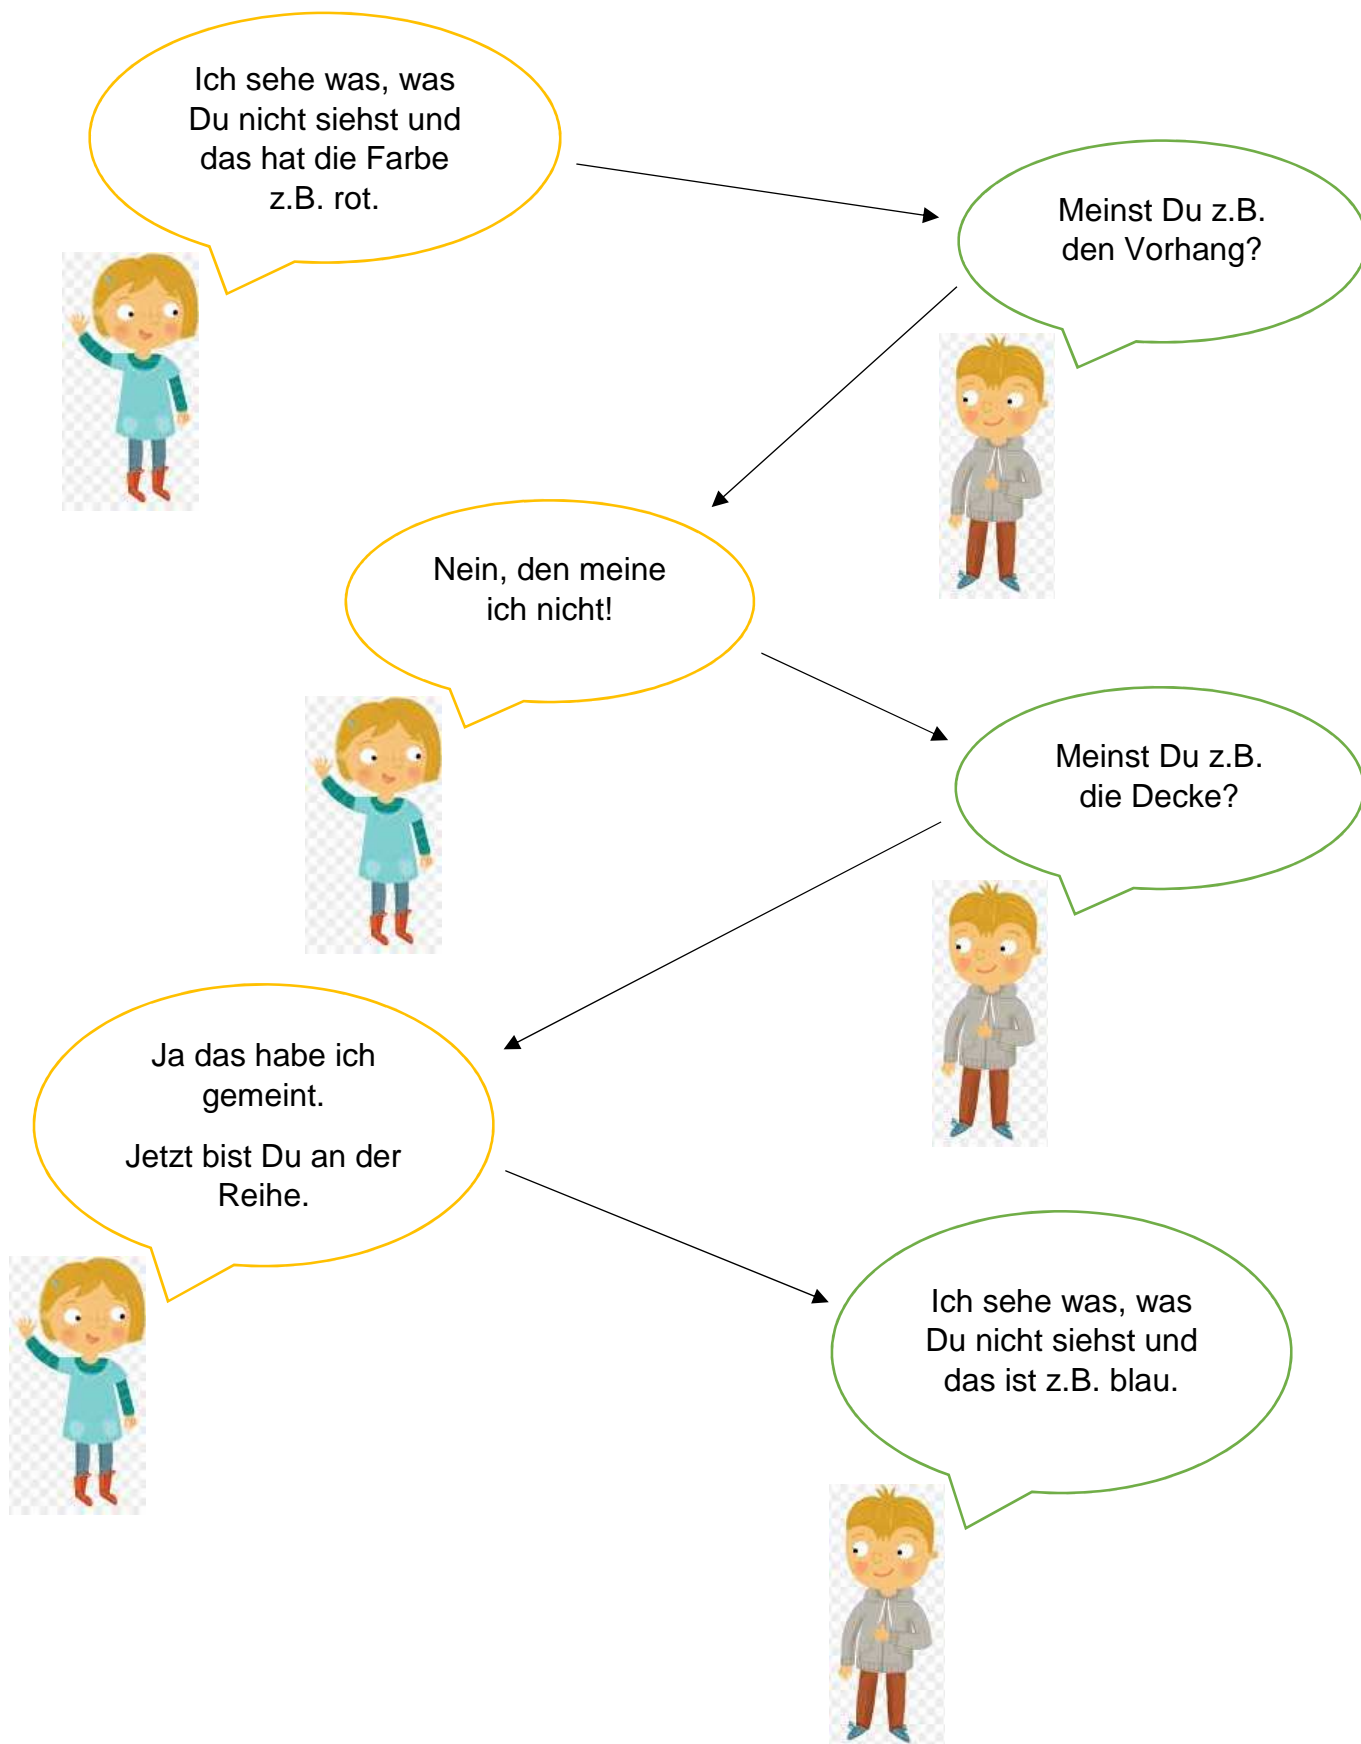 Ich sehe was, was
Du nicht siehst und
das hat die Farbe
z.B. rot.
Meinst Du z.B.
den Vorhang?
Nein, den meine
ich nicht!
Meinst Du z.B.
die Decke?
Ja das habe ich
gemeint.
Jetzt bist Du an der
Reihe.
Ich sehe was, was
Du nicht siehst und
das ist z.B. blau.